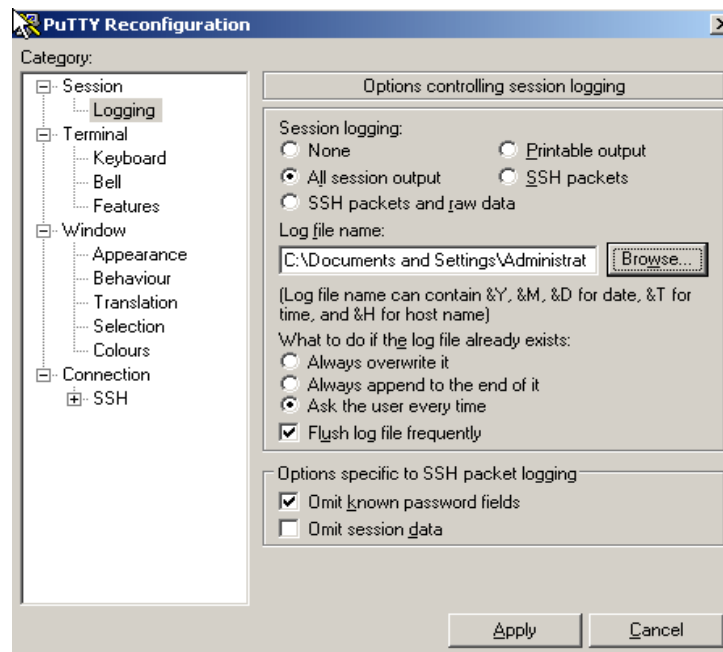 PuTTY Reconfiguration
Category:
Session
Logging
Terminal
Keyboard
Bell
Features
Window
Appearance
Behaviour
Translation
Selection
Colours
Connection
SSH
Options controlling session logging
Session logging:
None
Printable output
All session output
SSH packets
SSH packets and raw data
Log file name:
C:\Documents and Settings\Administrat
Browse...
(Log file name can contain &Y, &M, &D for date, &T for
time, and &H for host name)
What to do if the log file already exists:
Always overwrite it
Always append to the end of it
Ask the user every time
Flush log file frequently
Options specific to SSH packet logging
Omit known password fields
Omit session data
Apply
Cancel